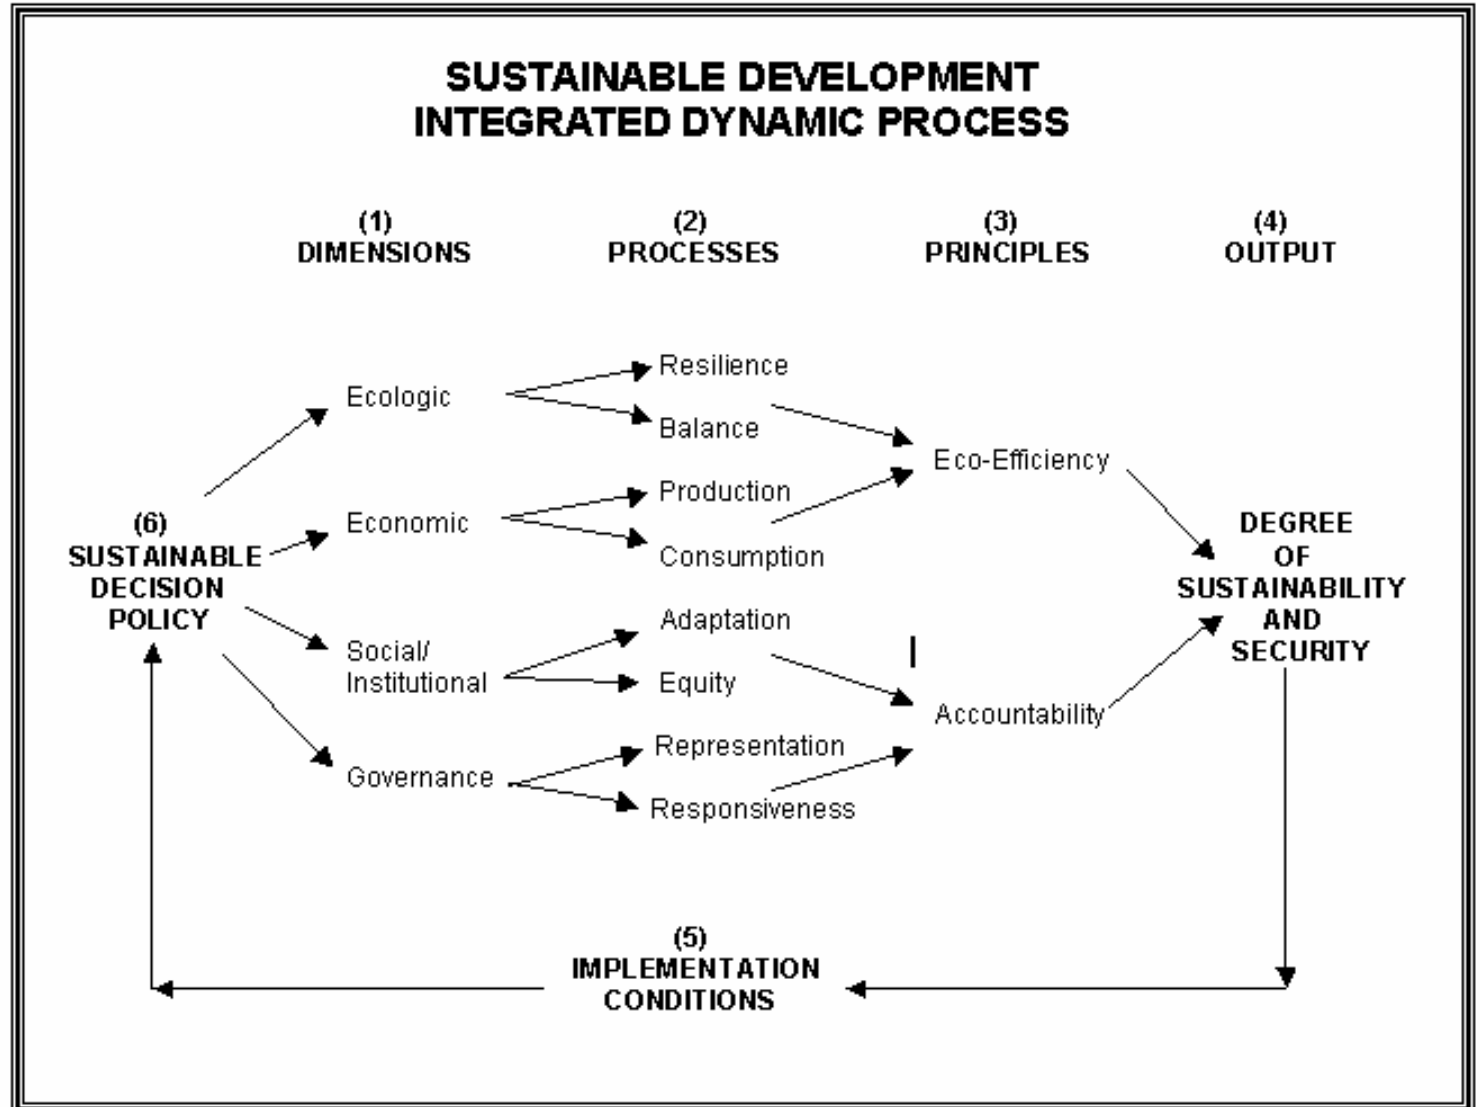 SUSTAINABLE DEVELOPMENT
INTEGRATED DYNAMIC PROCESS
(1)
DIMENSIONS
(2)
PROCESSES
(3)
PRINCIPLES
(4)
OUTPUT
(6)
SUSTAINABLE
DECISION
POLICY
Ecologic
Economic
Social/
Institutional
Governance
Resilience
Balance
Production
Consumption
Adaptation
Equity
Representation
Responsiveness
Eco-Efficiency
Accountability
DEGREE
OF
SUSTAINABILITY
AND
SECURITY
(5)
IMPLEMENTATION
CONDITIONS